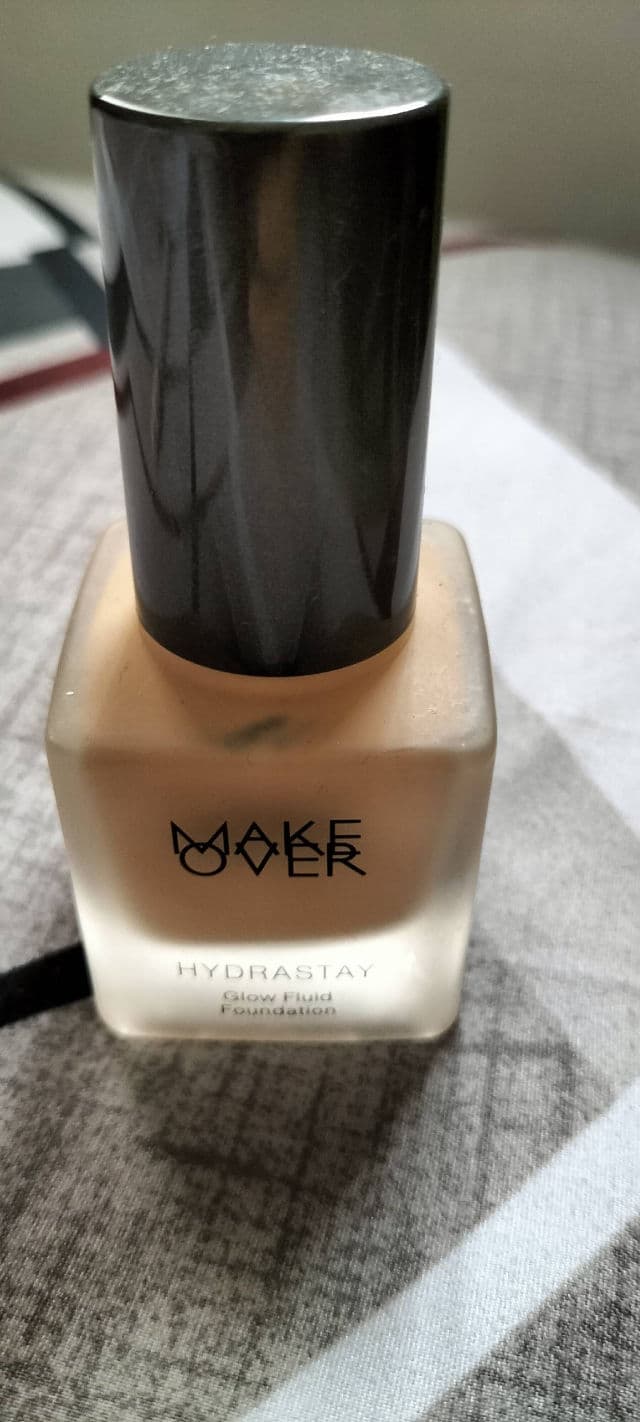 MAKE
OVER
HYDRASTAY
Glow Fluid
Foundation